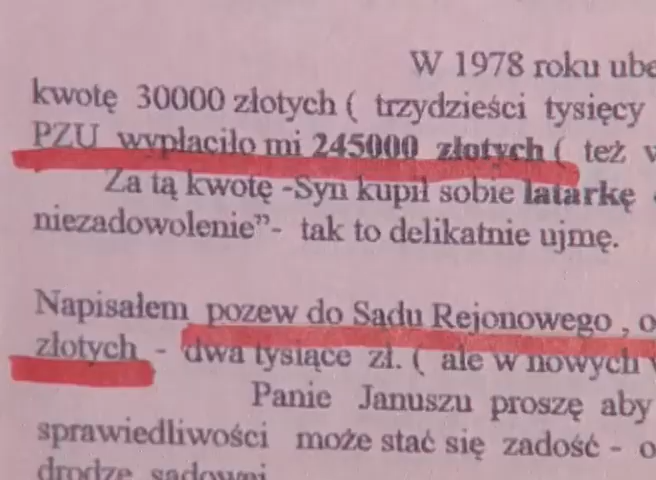 W 1978 roku ube
kwotę 30000 złotych ( trzydzieści tysięcy
PZU wypłaciło mi 245000 złotych ( też
Za tą kwotę -Syn kupił sobie latarkę
niezadowolenie”- tak to delikatnie ujmę.
Napisałem pozew do Sądu Rejonowego , o
złotych - dwa tysiące zł. ( ale w nowych
Panie Januszu proszę aby
sprawiedliwości może stać się zadość - o
drodze sądowni